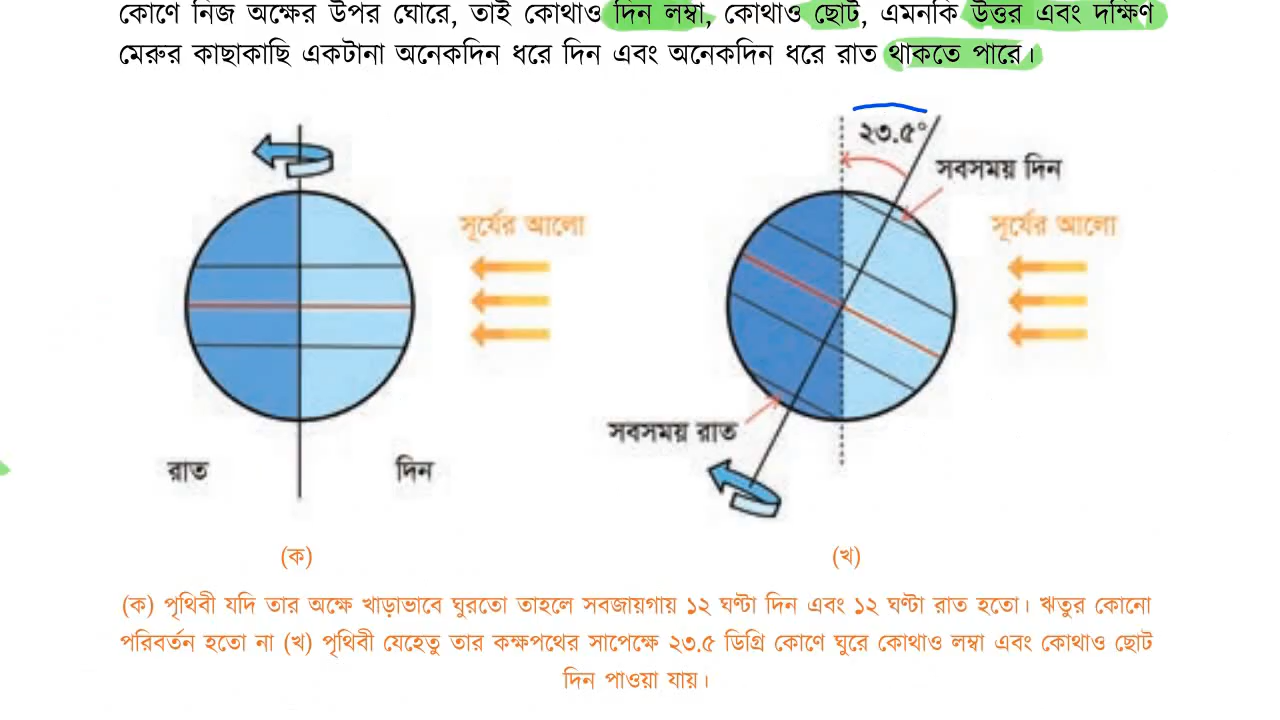 কোণে নিজ অক্ষের উপর ঘোরে, তাই কোথাও দিন লম্বা, কোথাও ছোট, এমনকি উত্তর এবং দক্ষিণ
মেরুর কাছাকাছি একটানা অনেকদিন ধরে দিন এবং অনেকদিন ধরে রাত থাকতে পারে।
২৩.৫°
সবসময় দিন
সূর্যের আলো
সূর্যের আলো
সবসময় রাত
রাত
দিন
(ক)
(খ)
(ক) পৃথিবী যদি তার অক্ষে খাড়াভাবে ঘুরতো তাহলে সবজায়গায় ১২ ঘণ্টা দিন এবং ১২ ঘণ্টা রাত হতো। ঋতুর কোনো
পরিবর্তন হতো না (খ) পৃথিবী যেহেতু তার কক্ষপথের সাপেক্ষে ২৩.৫ ডিগ্রি কোণে ঘুরে কোথাও লম্বা এবং কোথাও ছোট
দিন পাওয়া যায়।